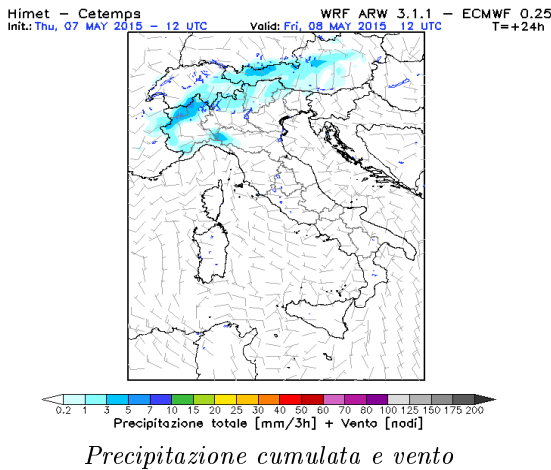 Himet – Cetemps WRF ARW 3.1.1 – ECMWF 0.25
Init.: Thu, 07 MAY 2015 – 12 UTC Valid: Fri, 08 MAY 2015 12 UTC T=+24h
0.2 1 3 5 7 10 15 20 25 30 40 50 60 70 80 90 100 125 150 175 200
Precipitazione totale [mm/3h] + Vento [nodi]
Precipitazione cumulata e vento